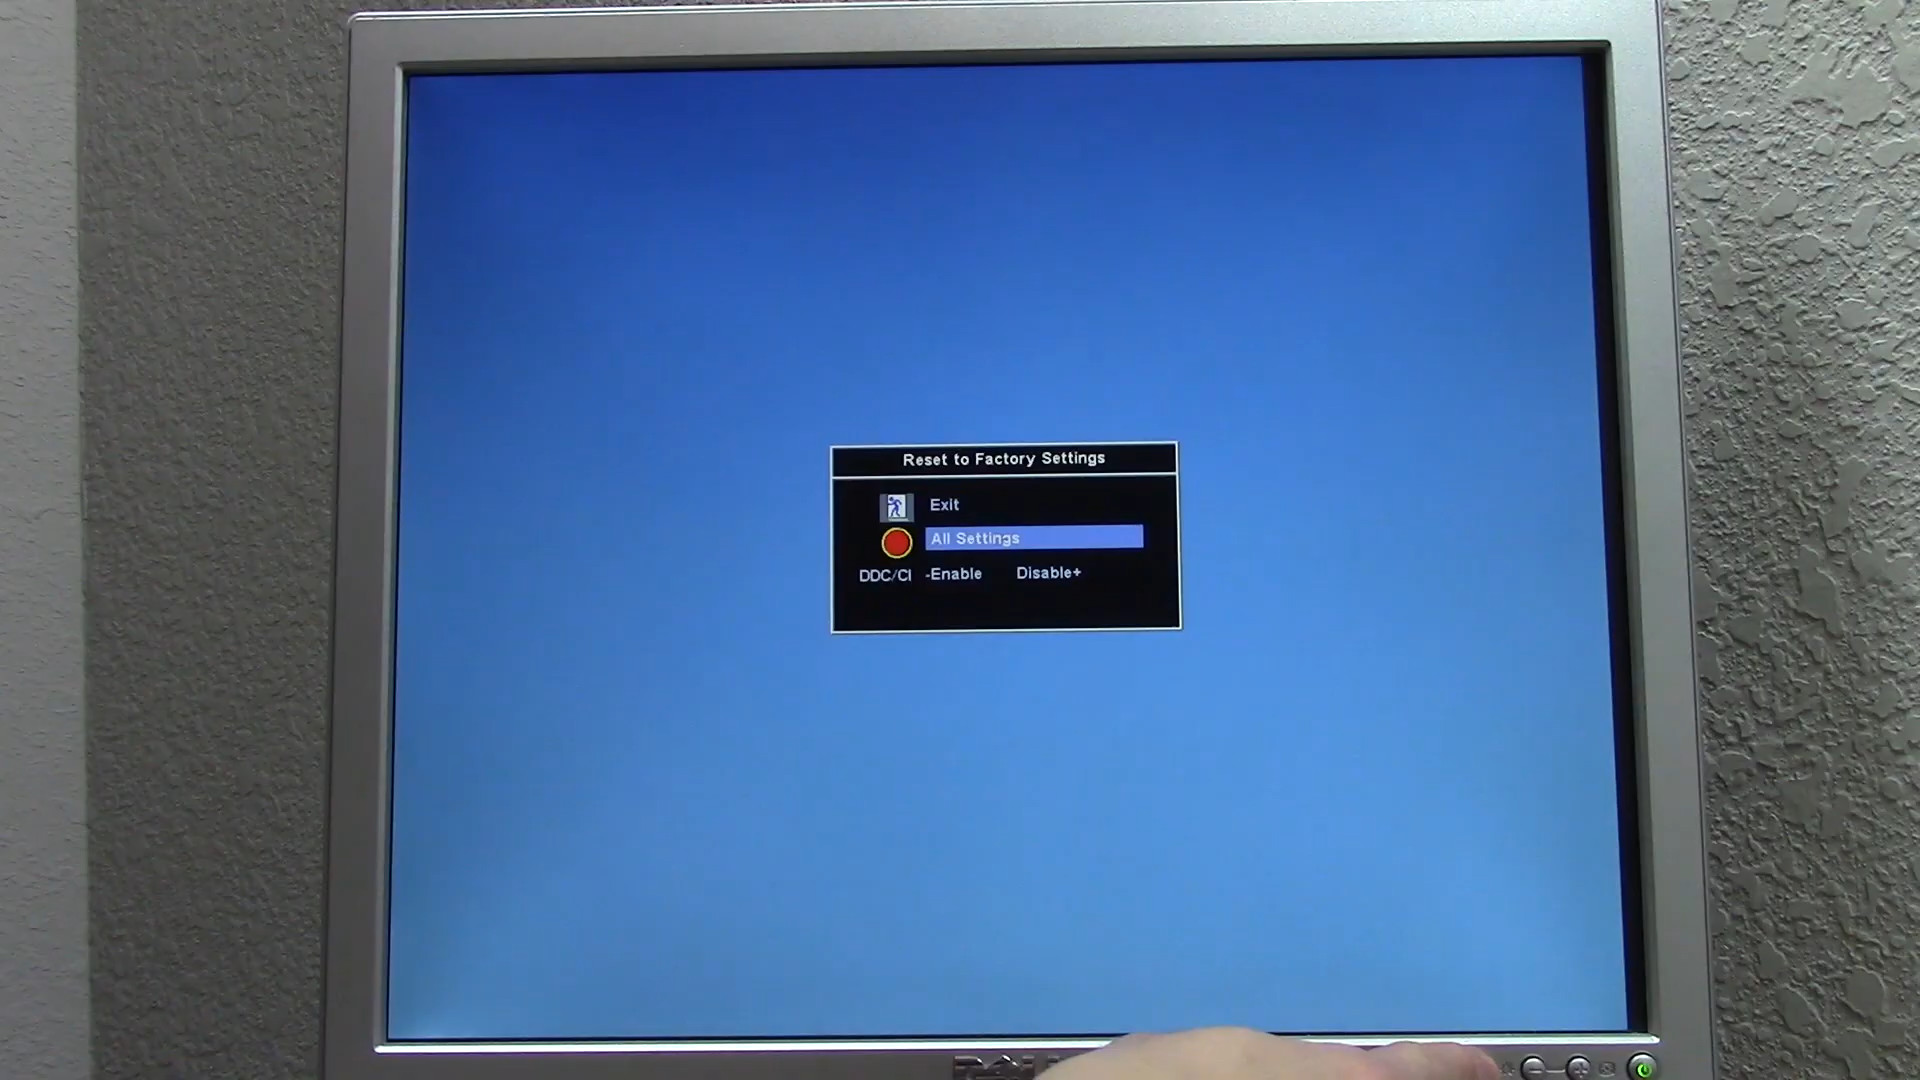 Reset to Factory Settings
Exit
All Settings
DDC/CI -Enable Disable+